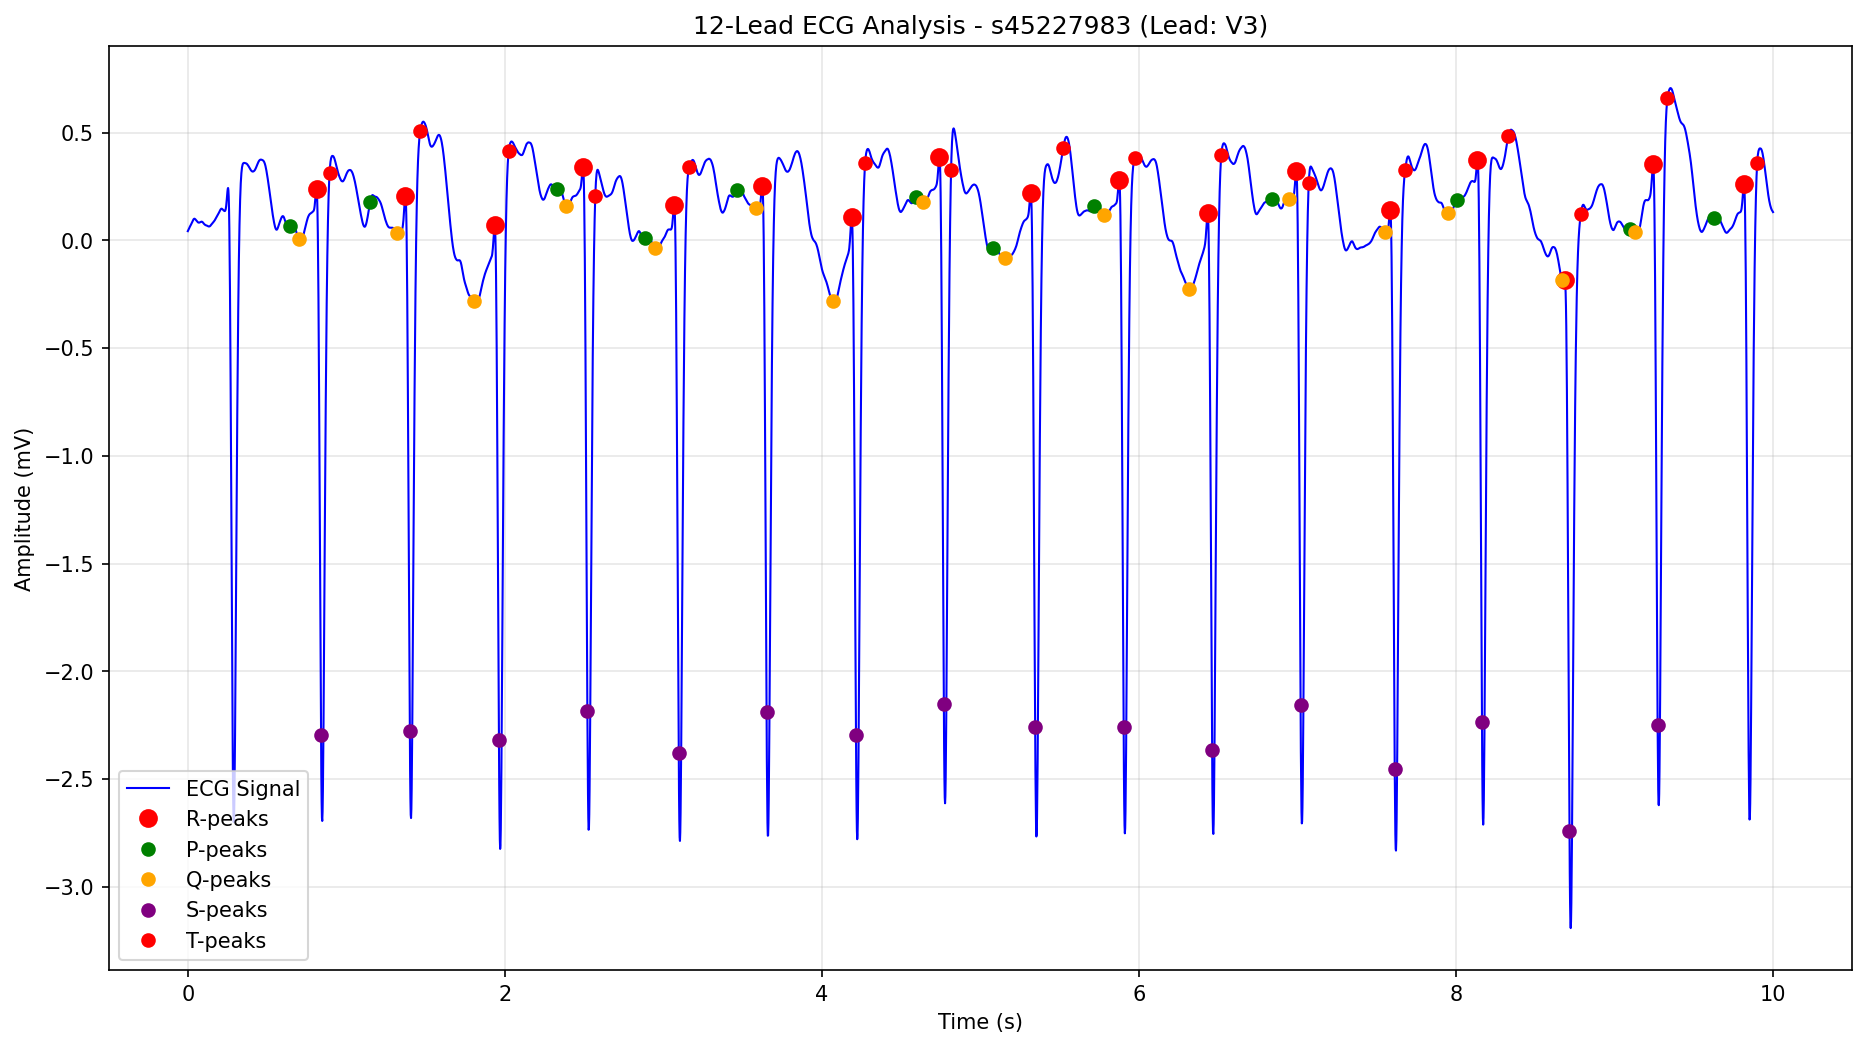 12-Lead ECG Analysis - s45227983 (Lead: V3)
Amplitude (mV)
0.5
0.0
−0.5
−1.0
−1.5
−2.0
−2.5
−3.0
ECG Signal
R-peaks
P-peaks
Q-peaks
S-peaks
T-peaks
0 2 4 6 8 10
Time (s)